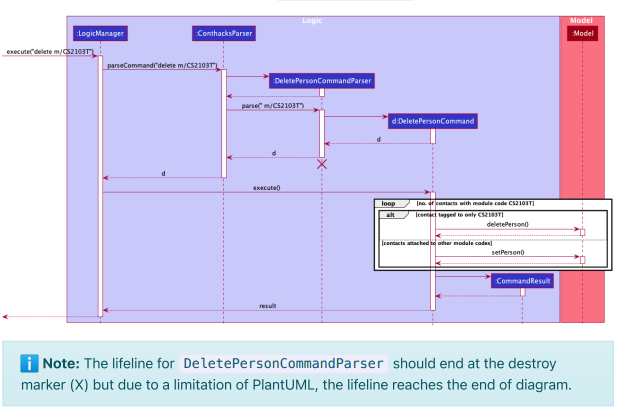 Logic
Model
:LogicManager
:ConthacksParser
:Model
execute("delete m/CS2103T")
parseCommand("delete m/CS2103T")
:DeletePersonCommandParser
parse(" m/CS2103T")
d:DeletePersonCommand
d
d
d
execute()
loop [no. of contacts with module code CS2103T]
alt [contact tagged to only CS2103T]
deletePerson()
[contacts attached to other module codes]
setPerson()
:CommandResult
result
Note: The lifeline for DeletePersonCommandParser should end at the destroy
marker (X) but due to a limitation of PlantUML, the lifeline reaches the end of diagram.